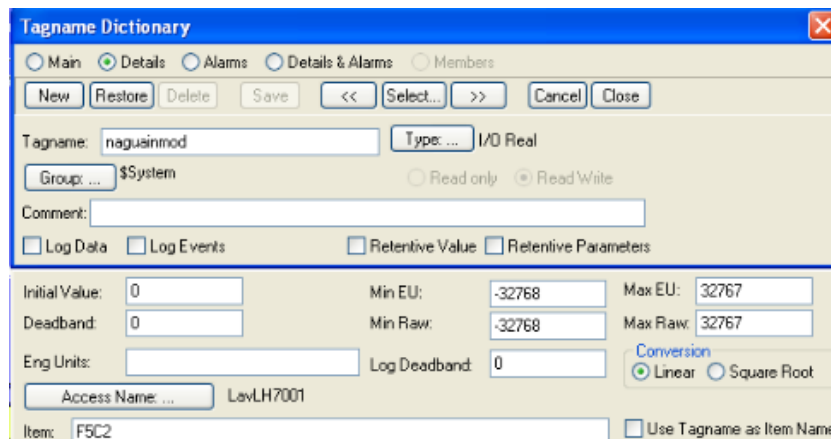 Tagname Dictionary
Main Details Alarms Details & Alarms Members
New Restore Delete Save << Select... >> Cancel Close
Tagname: naguainmod Type: ... I/O Real
Group: ... $System Read only Read Write
Comment:
Log Data Log Events Retentive Value Retentive Parameters
Initial Value: 0 Min EU: -32768 Max EU: 32767
Deadband: 0 Min Raw: -32768 Max Raw: 32767
Eng Units: Log Deadband: 0 Conversion
Linear Square Root
Access Name: ... LavLH7001
Item: F5C2 Use Tagname as Item Name